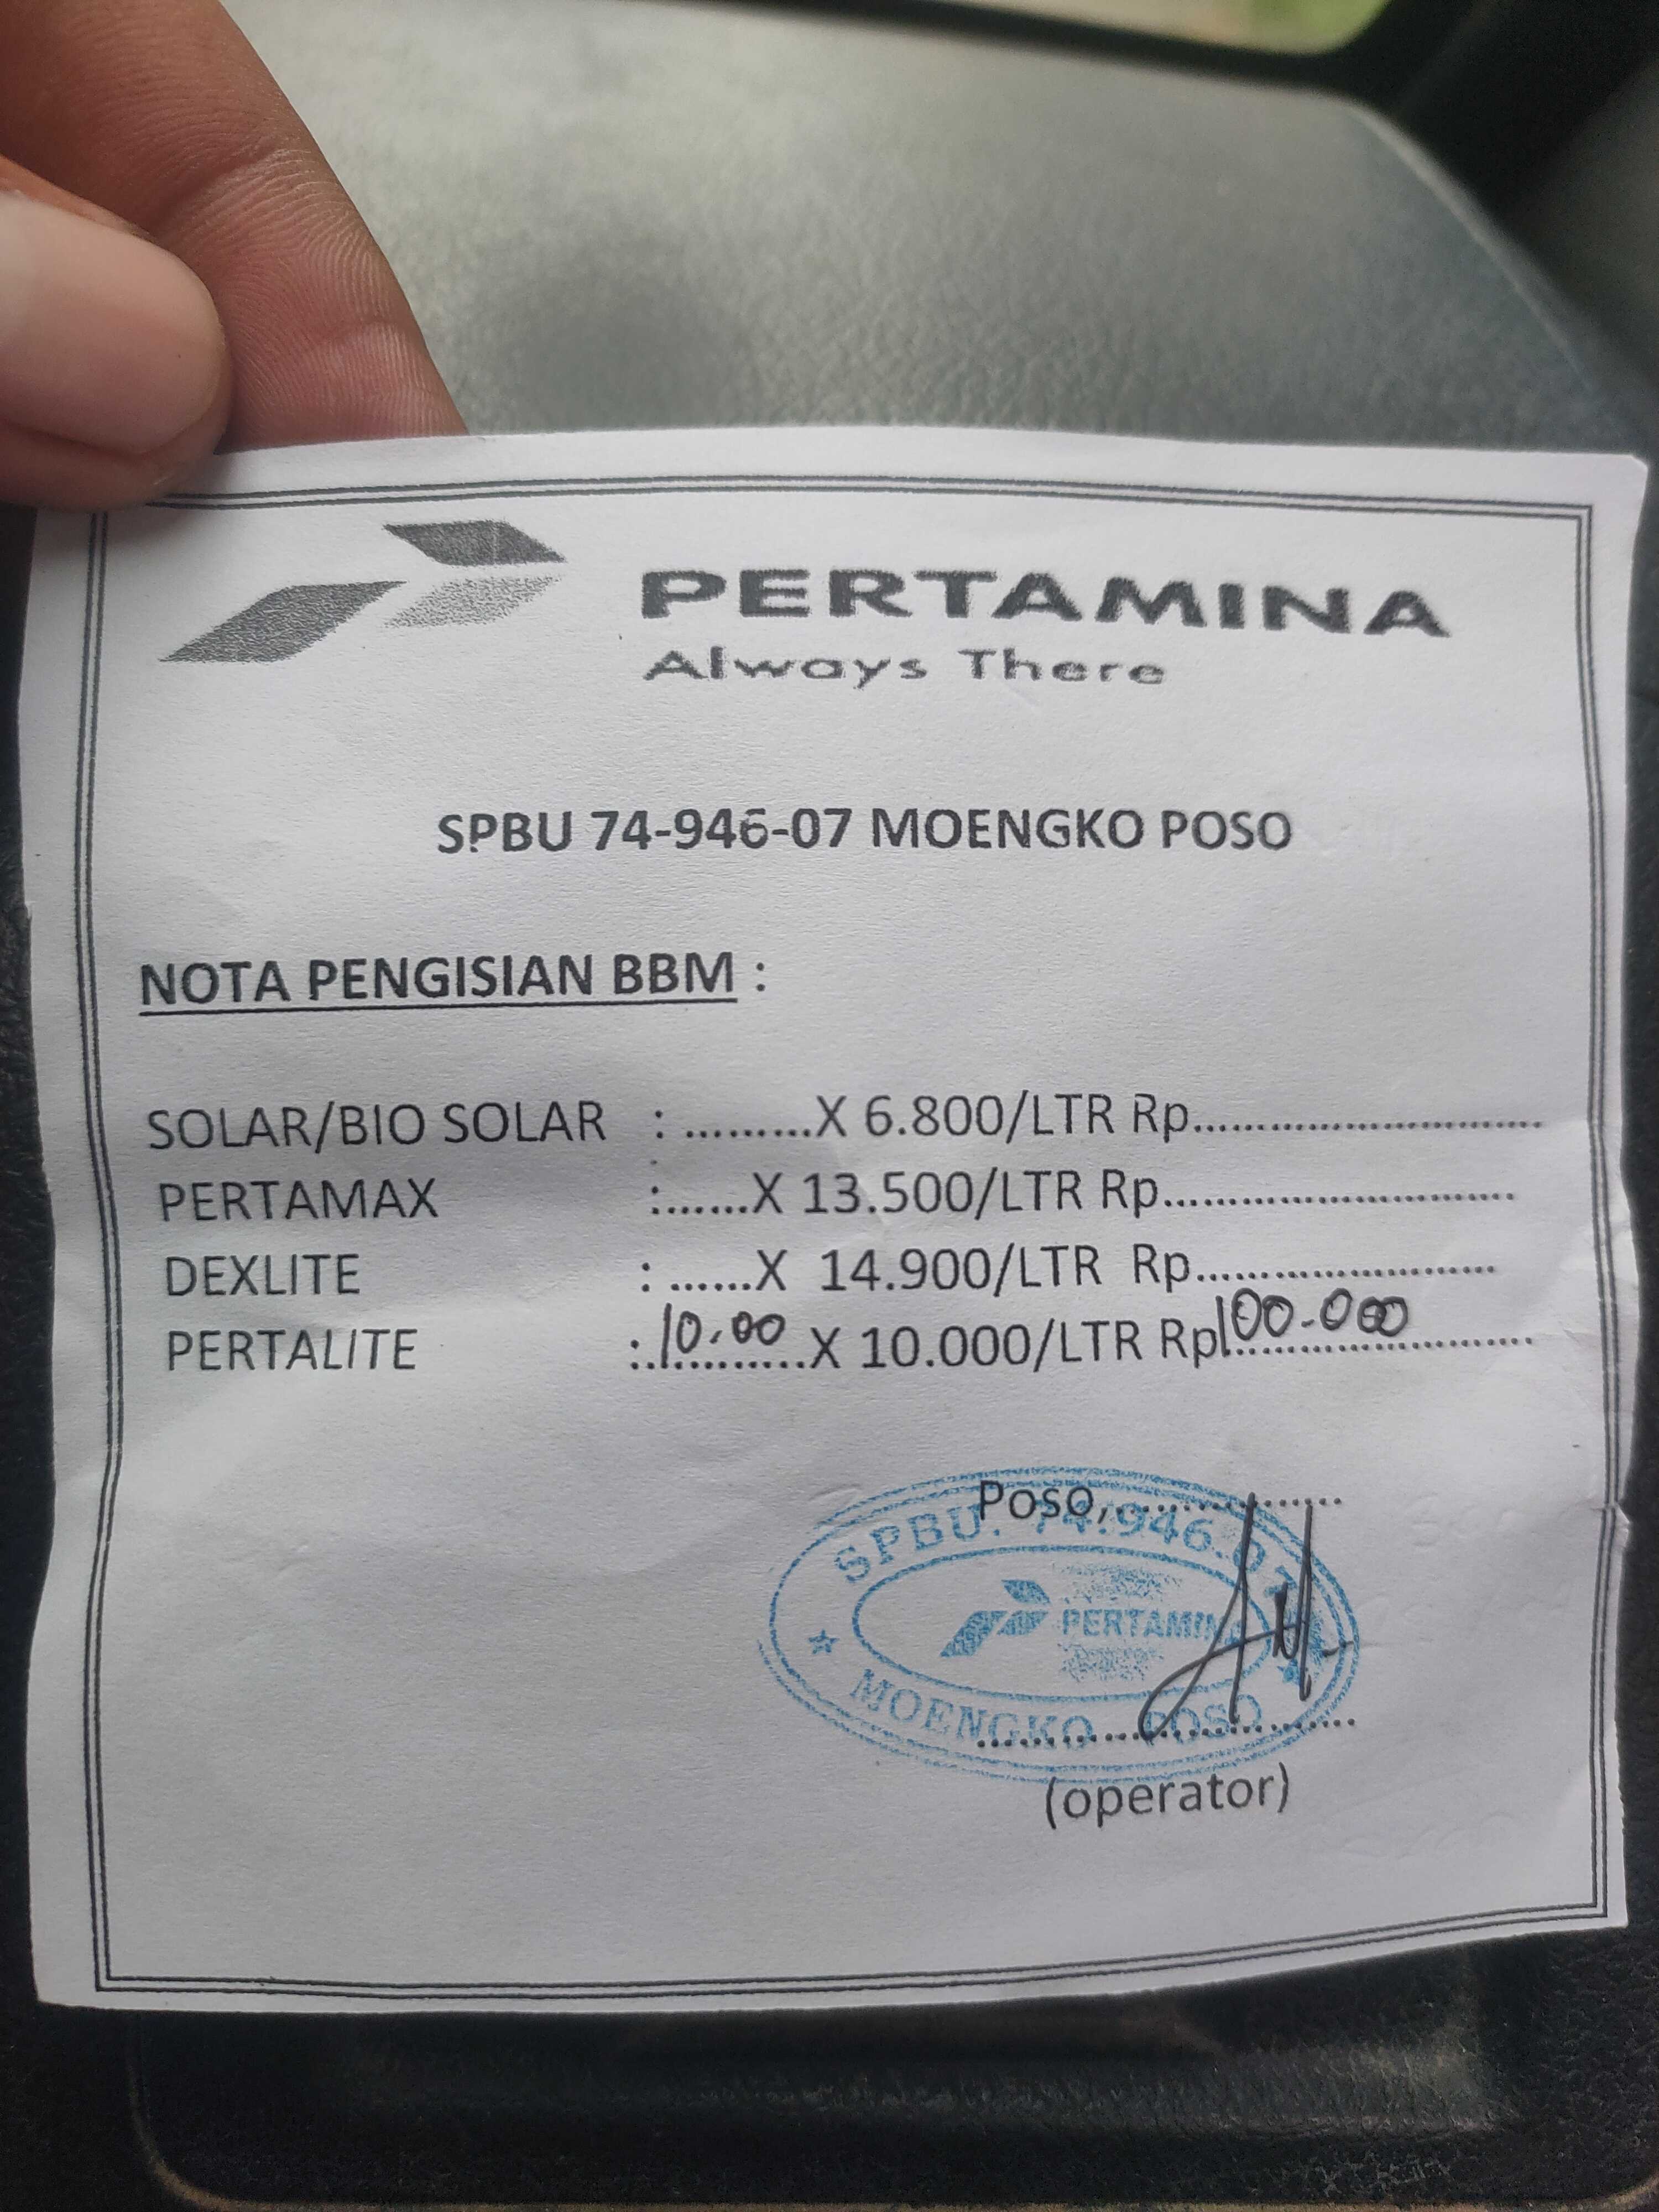 PERTAMINA
Always There
SPBU 74-946-07 MOENGKO POSO
NOTA PENGISIAN BBM :
SOLAR/BIO SOLAR : .........X 6.800/LTR Rp..............................
PERTAMAX :.......X 13.500/LTR Rp..............................
DEXLITE : .......X 14.900/LTR Rp..........................
PERTALITE : 10,00 X 10.000/LTR Rp 100.000
Poso,....................
SPBU. 74.946.07
PERTAMINA
MOENGKO POSO
(operator)